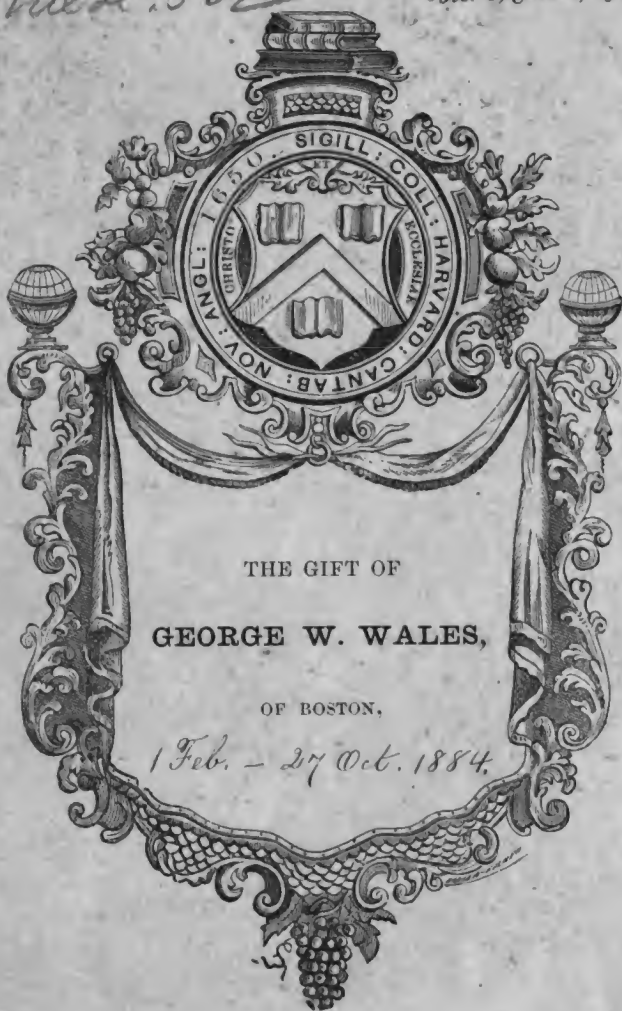 SIGILL: COLL: HARVARD: CANTAB: NOV: ANGL: 1650.
ET
CHRISTO
ECCLESIAE
THE GIFT OF
GEORGE W. WALES,
OF BOSTON,
1 Feb. – 27 Oct. 1884.